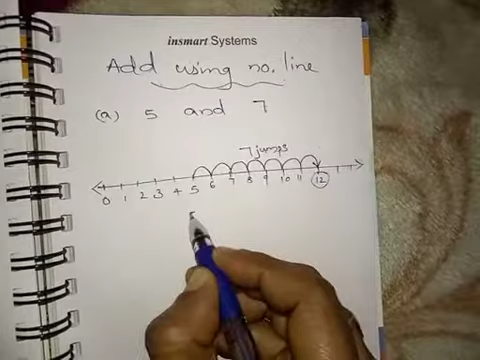 insmart Systems
Add using no. line
(a) 5 and 7
7 jumps
0 1 2 3 4 5 6 7 8 9 10 11 12